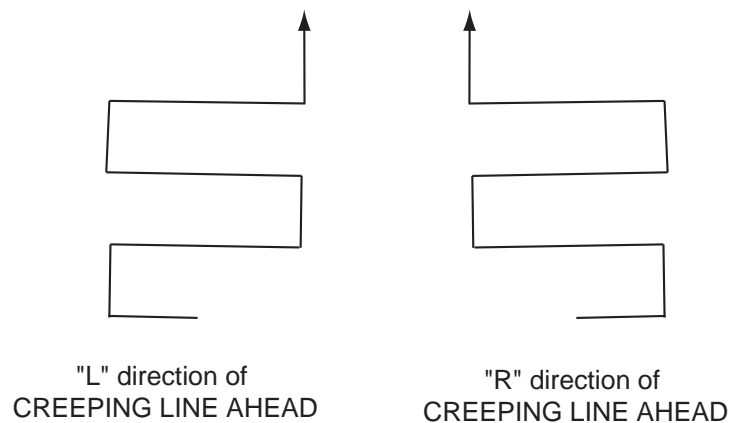 "L" direction of
CREEPING LINE AHEAD
"R" direction of
CREEPING LINE AHEAD